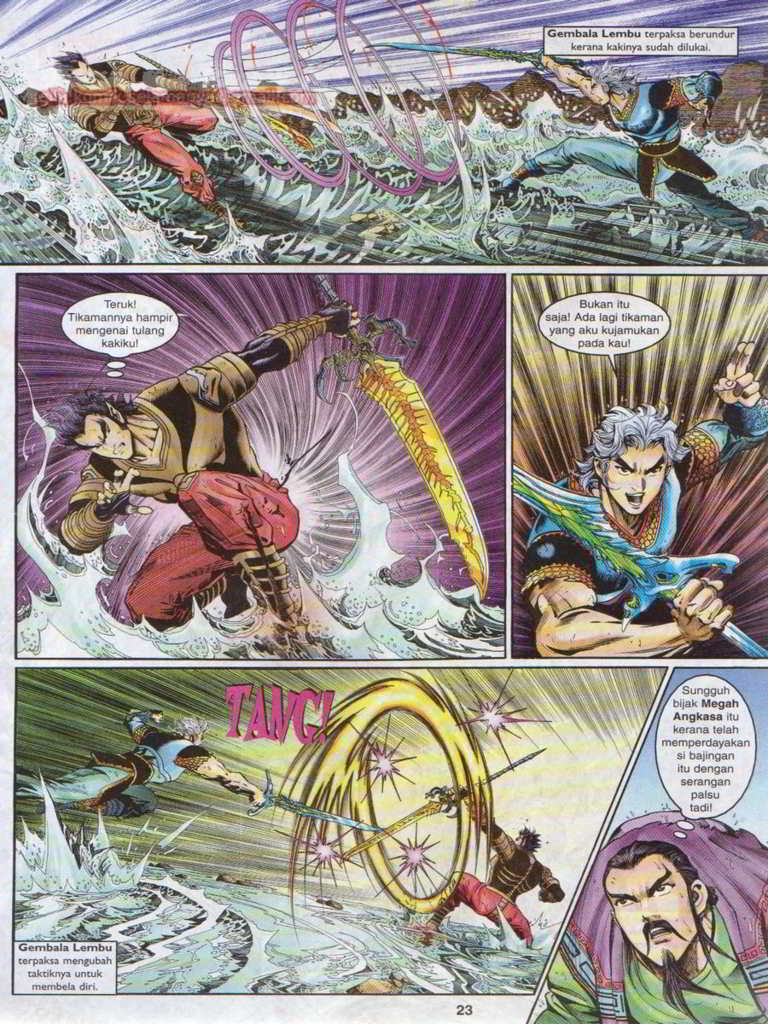 Gembala Lembu terpaksa berundur
kerana kakinya sudah dilukai.
Teruk!
Tikamannya hampir
mengenai tulang
kakiku!
Bukan itu
saja! Ada lagi tikaman
yang aku kujamukan
pada kau!
TANG!
Gembala Lembu
terpaksa mengubah
taktiknya untuk
membela diri.
Sungguh
bijak Megah
Angkasa itu
kerana telah
memperdayakan
si bajingan
itu dengan
serangan
palsu
tadi!
23